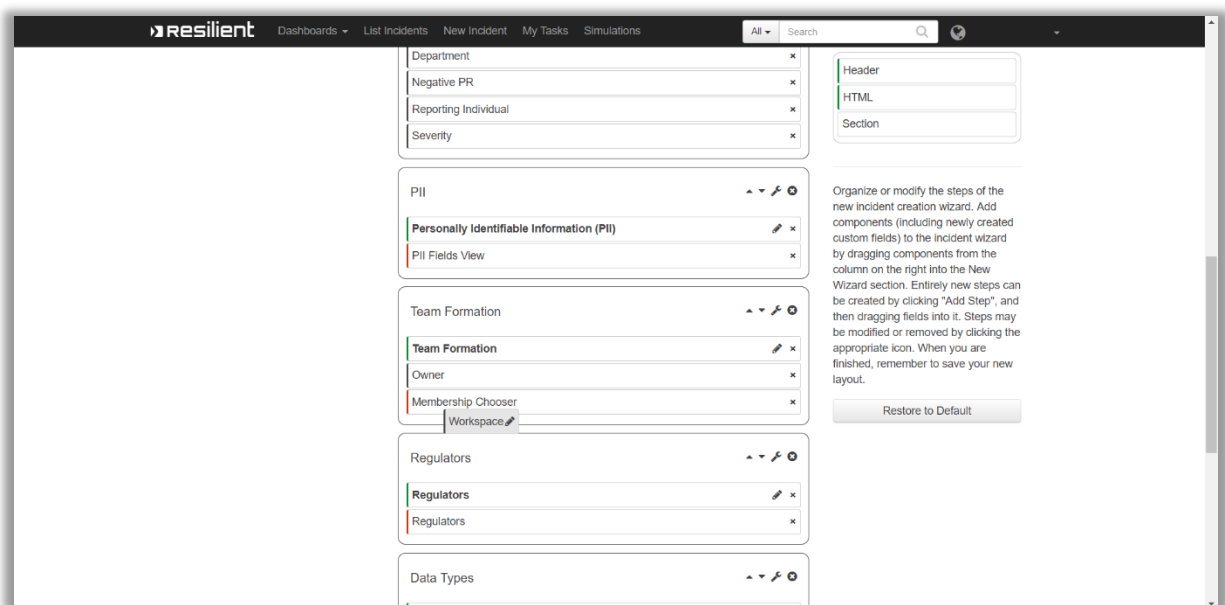 Resilient Dashboards List Incidents New Incident My Tasks Simulations All Search
Department
Negative PR
Reporting Individual
Severity
PII
Personally Identifiable Information (PII)
PII Fields View
Team Formation
Team Formation
Owner
Membership Chooser
Workspace
Regulators
Regulators
Regulators
Data Types
Header
HTML
Section
Organize or modify the steps of the
new incident creation wizard. Add
components (including newly created
custom fields) to the incident wizard
by dragging components from the
column on the right into the New
Wizard section. Entirely new steps can
be created by clicking "Add Step", and
then dragging fields into it. Steps may
be modified or removed by clicking the
appropriate icon. When you are
finished, remember to save your new
layout.
Restore to Default